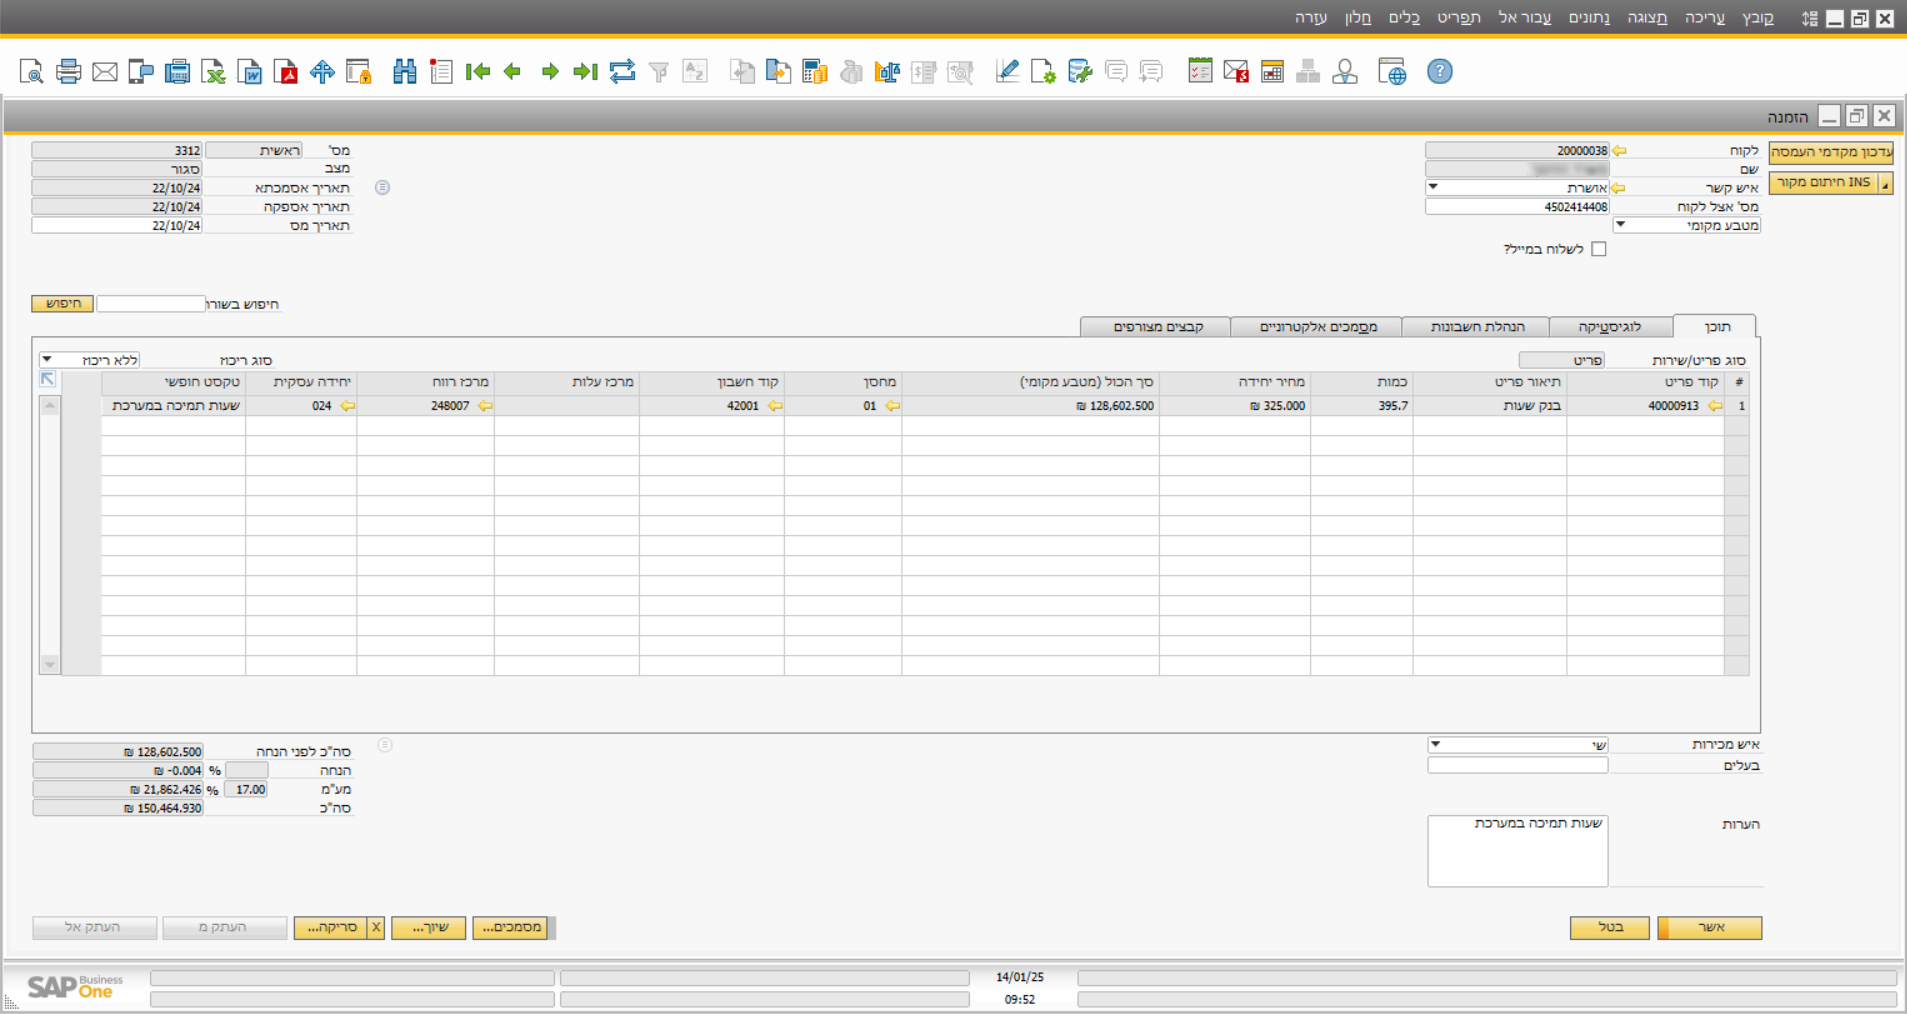 קובץ עריכה תצוגה נתונים עבור אל תפריט כלים חלון עזרה
הזמנה
עדכון מקדמי העמסה
INS חיתום מקור
לקוח 20000038
שם
איש קשר אושרת
מס' אצל לקוח 4502414408
מטבע מקומי
לשלוח במייל?
מס' ראשית 3312
מצב סגור
תאריך אסמכתא 22/10/24
תאריך אספקה 22/10/24
תאריך מס 22/10/24
חיפוש בשורו
חיפוש
תוכן לוגיסטיקה הנהלת חשבונות מסמכים אלקטרוניים קבצים מצורפים
סוג פריט/שירות פריט
סוג ריכוז ללא ריכוז
# קוד פריט תיאור פריט כמות מחיר יחידה סך הכול (מטבע מקומי) מחסן קוד חשבון מרכז עלות מרכז רווח יחידה עסקית טקסט חופשי
1 40000913 בנק שעות 395.7 325.000 ₪ 128,602.500 ₪ 01 42001 248007 024 שעות תמיכה במערכת
איש מכירות שי
בעלים
הערות שעות תמיכה במערכת
סה"כ לפני הנחה 128,602.500 ₪
הנחה % -0.004 ₪
מע"מ 17.00 % 21,862.426 ₪
סה"כ 150,464.930 ₪
אשר בטל
מסמכים... שיוך... X סריקה... העתק מ העתק אל
SAP Business One
14/01/25
09:52